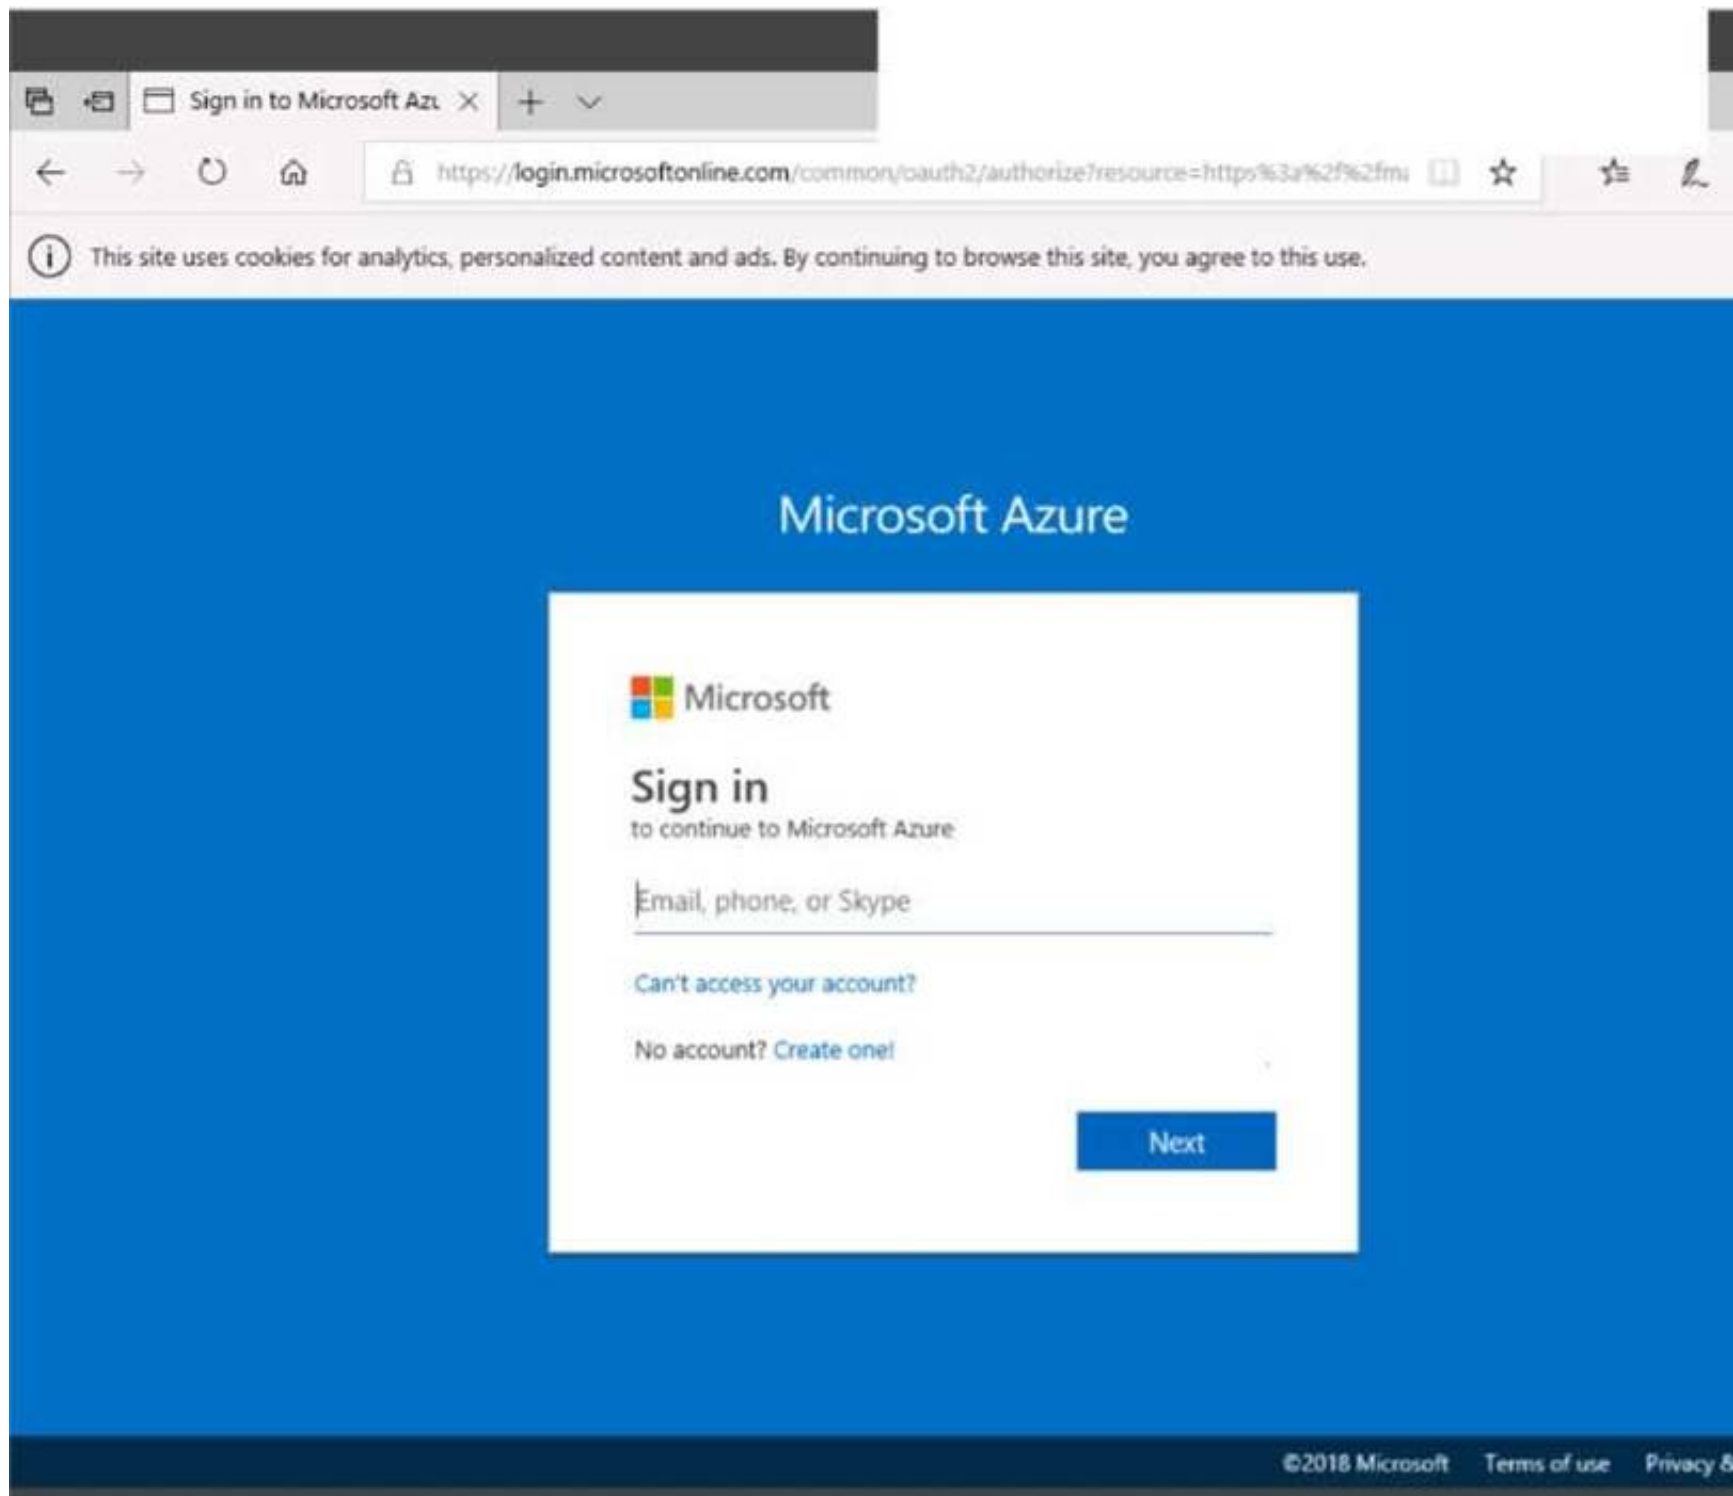 Sign in to Microsoft Azu
https://login.microsoftonline.com/common/oauth2/authorize?resource=https%3a%2f%2fma
This site uses cookies for analytics, personalized content and ads. By continuing to browse this site, you agree to this use.
Microsoft Azure
Microsoft
Sign in
to continue to Microsoft Azure
Email, phone, or Skype
Can't access your account?
No account? Create one!
Next
©2018 Microsoft Terms of use Privacy &